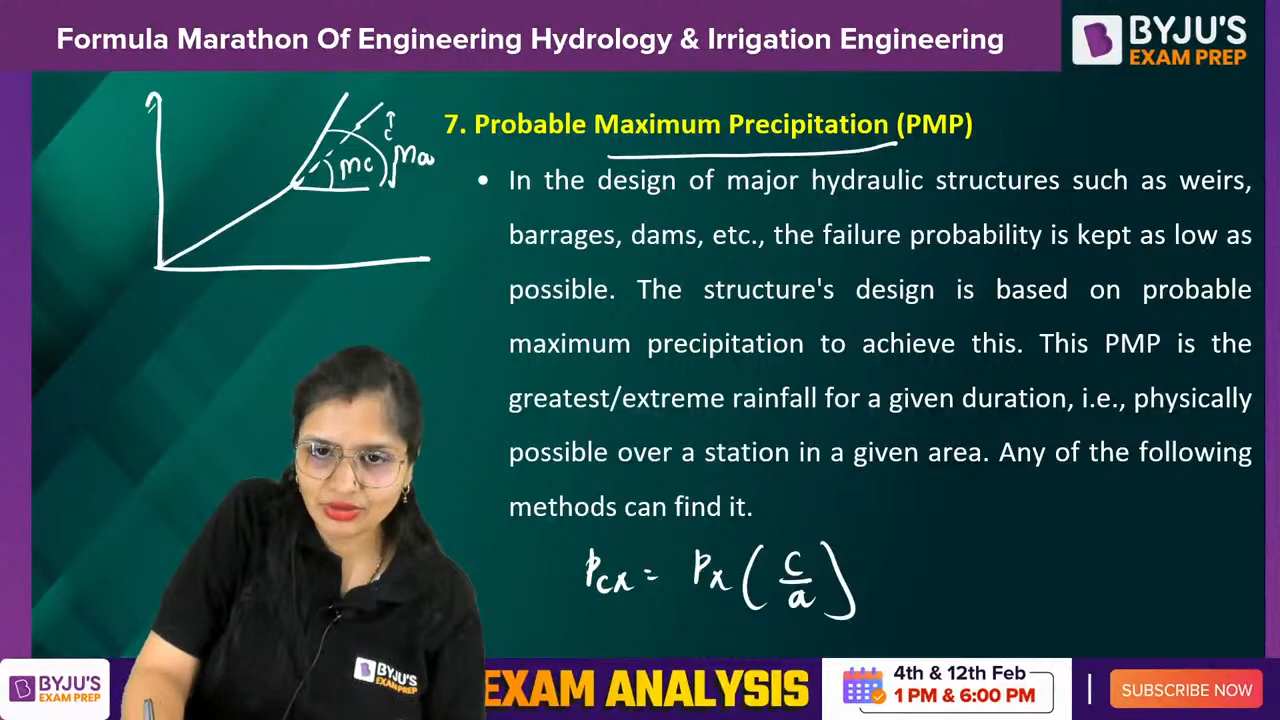 Formula Marathon Of Engineering Hydrology & Irrigation Engineering
BYJU'S
EXAM PREP
7. Probable Maximum Precipitation (PMP)
• In the design of major hydraulic structures such as weirs,
barrages, dams, etc., the failure probability is kept as low as
possible. The structure's design is based on probable
maximum precipitation to achieve this. This PMP is the
greatest/extreme rainfall for a given duration, i.e., physically
possible over a station in a given area. Any of the following
methods can find it.
c
Mc
Ma
Pcx = Px (c/a)
BYJU'S
EXAM PREP
BYJU'S
EXAM PREP
EXAM ANALYSIS
4th & 12th Feb
1 PM & 6:00 PM
SUBSCRIBE NOW